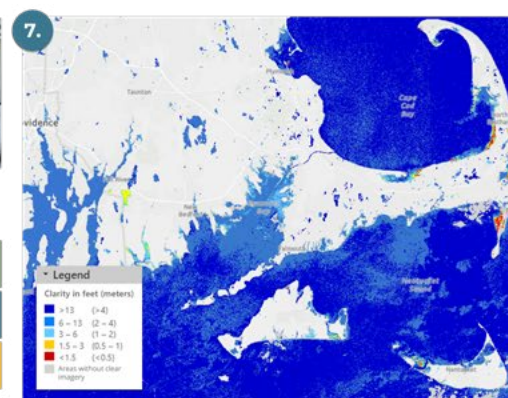 7.
Plymouth
Cape
Cod
Bay
Taunton
vidence
Falmouth
Nantucket
Sound
Nantucket
Legend
Clarity in feet (meters)
>13 (>4)
6 – 13 (2 – 4)
3 – 6 (1 – 2)
1.5 – 3 (0.5 – 1)
<1.5 (<0.5)
Areas without clear
imagery